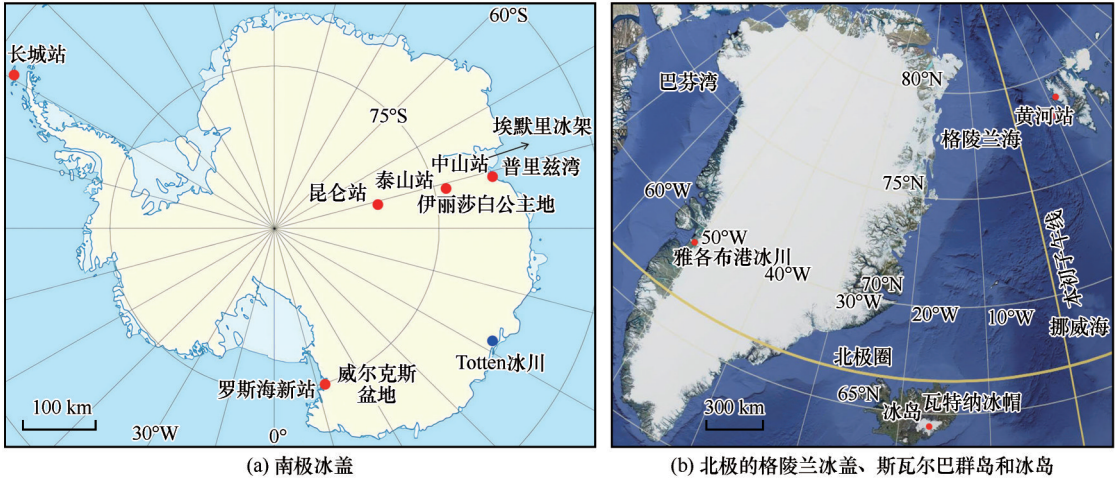 60°S
长城站
75°S
埃默里冰架
中山站
普里兹湾
泰山站
昆仑站
伊丽莎白公主地
Totten冰川
罗斯海新站
威尔克斯
盆地
100 km
30°W
0°
(a) 南极冰盖
巴芬湾
80°N
黄河站
格陵兰海
75°N
60°W
50°W
雅各布港冰川
40°W
70°N
30°W
20°W
10°W
本初子午线
挪威海
北极圈
65°N
冰岛
瓦特纳冰帽
300 km
(b) 北极的格陵兰冰盖、斯瓦尔巴群岛和冰岛